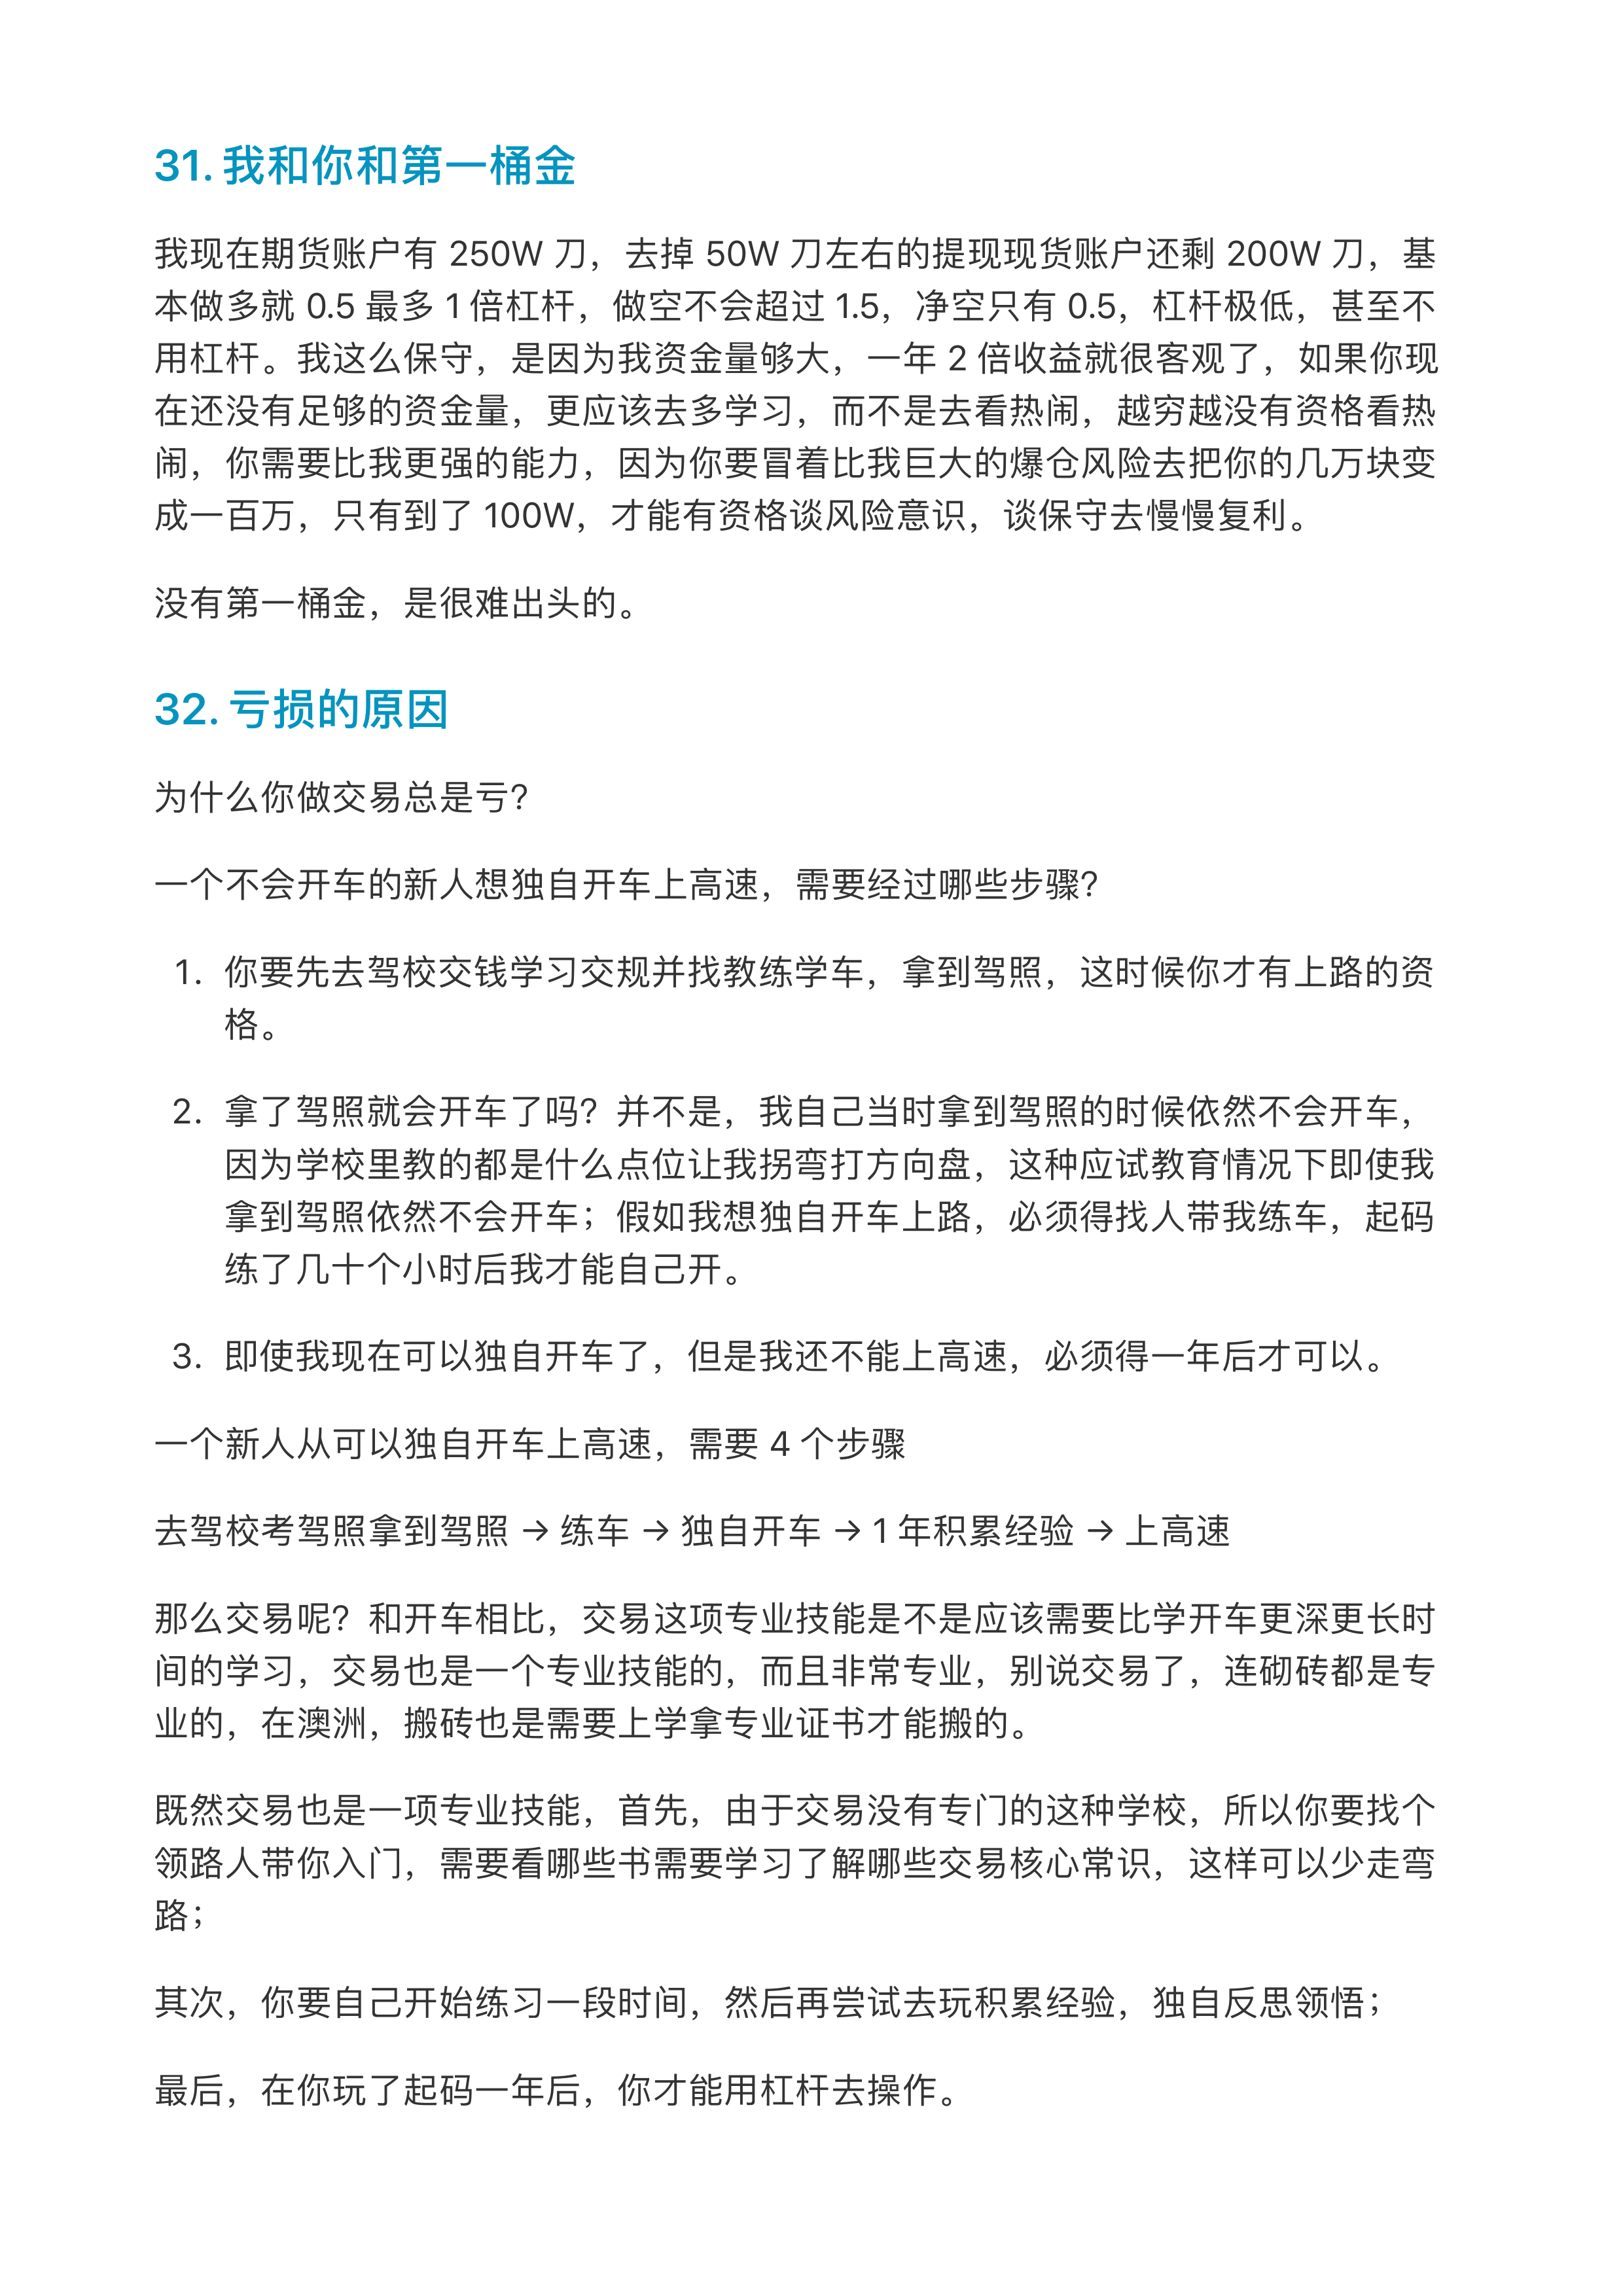 31. 我和你和第一桶金
我现在期货账户有 250W 刀，去掉 50W 刀左右的提现现货账户还剩 200W 刀，基
本做多就 0.5 最多 1 倍杠杆，做空不会超过 1.5，净空只有 0.5，杠杆极低，甚至不
用杠杆。我这么保守，是因为我资金量够大，一年 2 倍收益就很客观了，如果你现
在还没有足够的资金量，更应该去多学习，而不是去看热闹，越穷越没有资格看热
闹，你需要比我更强的能力，因为你要冒着比我巨大的爆仓风险去把你的几万块变
成一百万，只有到了 100W，才能有资格谈风险意识，谈保守去慢慢复利。
没有第一桶金，是很难出头的。
32. 亏损的原因
为什么你做交易总是亏？
一个不会开车的新人想独自开车上高速，需要经过哪些步骤？
1. 你要先去驾校交钱学习交规并找教练学车，拿到驾照，这时候你才有上路的资
格。
2. 拿了驾照就会开车了吗？并不是，我自己当时拿到驾照的时候依然不会开车，
因为学校里教的都是什么点位让我拐弯打方向盘，这种应试教育情况下即使我
拿到驾照依然不会开车；假如我想独自开车上路，必须得找人带我练车，起码
练了几十个小时后我才能自己开。
3. 即使我现在可以独自开车了，但是我还不能上高速，必须得一年后才可以。
一个新人从可以独自开车上高速，需要 4 个步骤
去驾校考驾照拿到驾照 → 练车 → 独自开车 → 1 年积累经验 → 上高速
那么交易呢？和开车相比，交易这项专业技能是不是应该需要比学开车更深更长时
间的学习，交易也是一个专业技能的，而且非常专业，别说交易了，连砌砖都是专
业的，在澳洲，搬砖也是需要上学拿专业证书才能搬的。
既然交易也是一项专业技能，首先，由于交易没有专门的这种学校，所以你要找个
领路人带你入门，需要看哪些书需要学习了解哪些交易核心常识，这样可以少走弯
路；
其次，你要自己开始练习一段时间，然后再尝试去玩积累经验，独自反思领悟；
最后，在你玩了起码一年后，你才能用杠杆去操作。